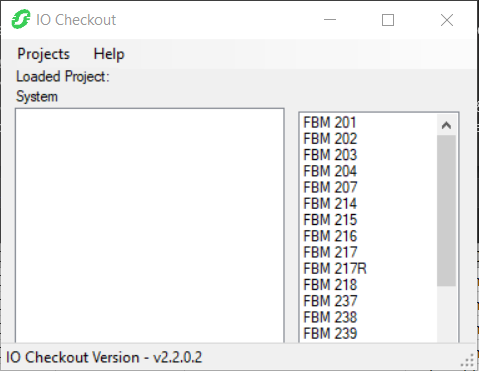 IO Checkout
Projects Help
Loaded Project:
System
FBM 201
FBM 202
FBM 203
FBM 204
FBM 207
FBM 214
FBM 215
FBM 216
FBM 217
FBM 217R
FBM 218
FBM 237
FBM 238
FBM 239
IO Checkout Version - v2.2.0.2